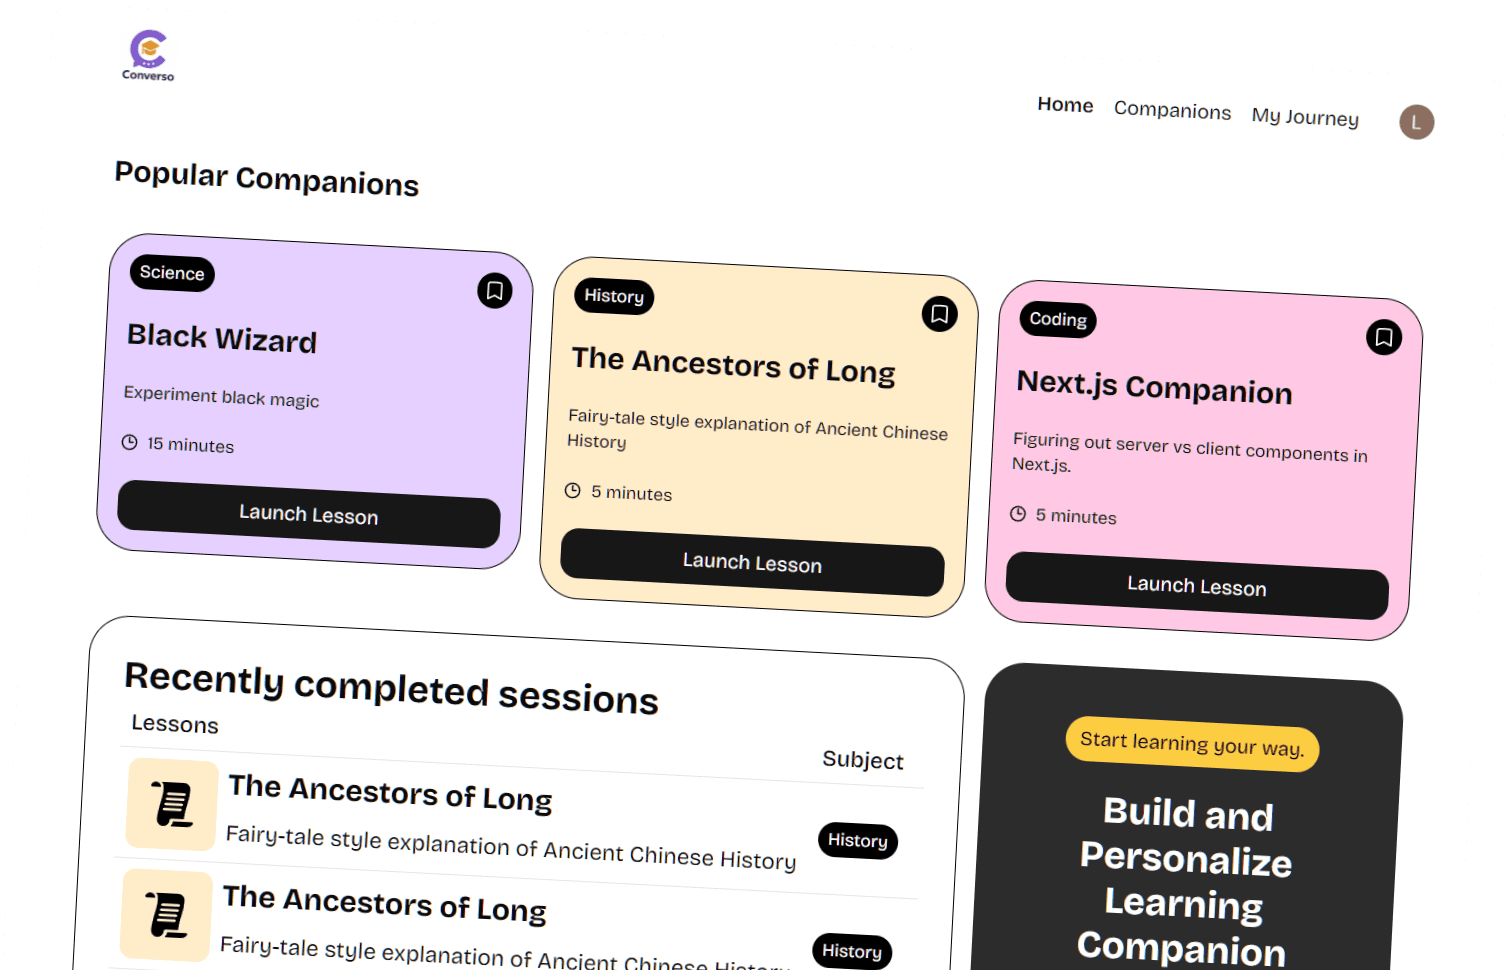 Converso
Home Companions My Journey L
Popular Companions
Science
Black Wizard
Experiment black magic
15 minutes
Launch Lesson
History
The Ancestors of Long
Fairy-tale style explanation of Ancient Chinese
History
5 minutes
Launch Lesson
Coding
Next.js Companion
Figuring out server vs client components in
Next.js.
5 minutes
Launch Lesson
Recently completed sessions
Lessons Subject
The Ancestors of Long
Fairy-tale style explanation of Ancient Chinese History
History
The Ancestors of Long
Fairy-tale style explanation of Ancient Chinese History
History
Start learning your way.
Build and
Personalize
Learning
Companion